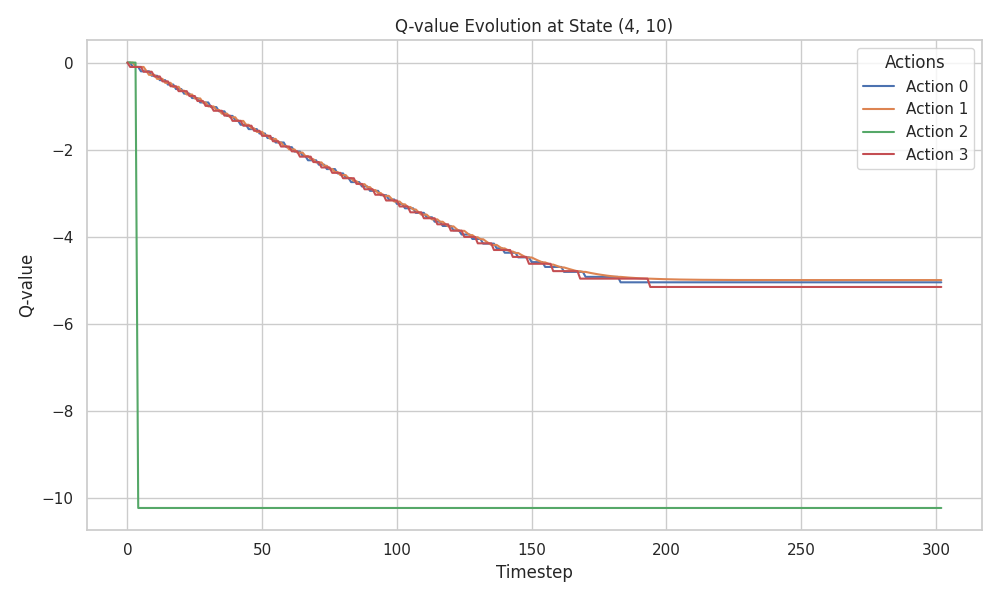 Q-value Evolution at State (4, 10)
Actions
Action 0
Action 1
Action 2
Action 3
Q-value
0
−2
−4
−6
−8
−10
0 50 100 150 200 250 300
Timestep